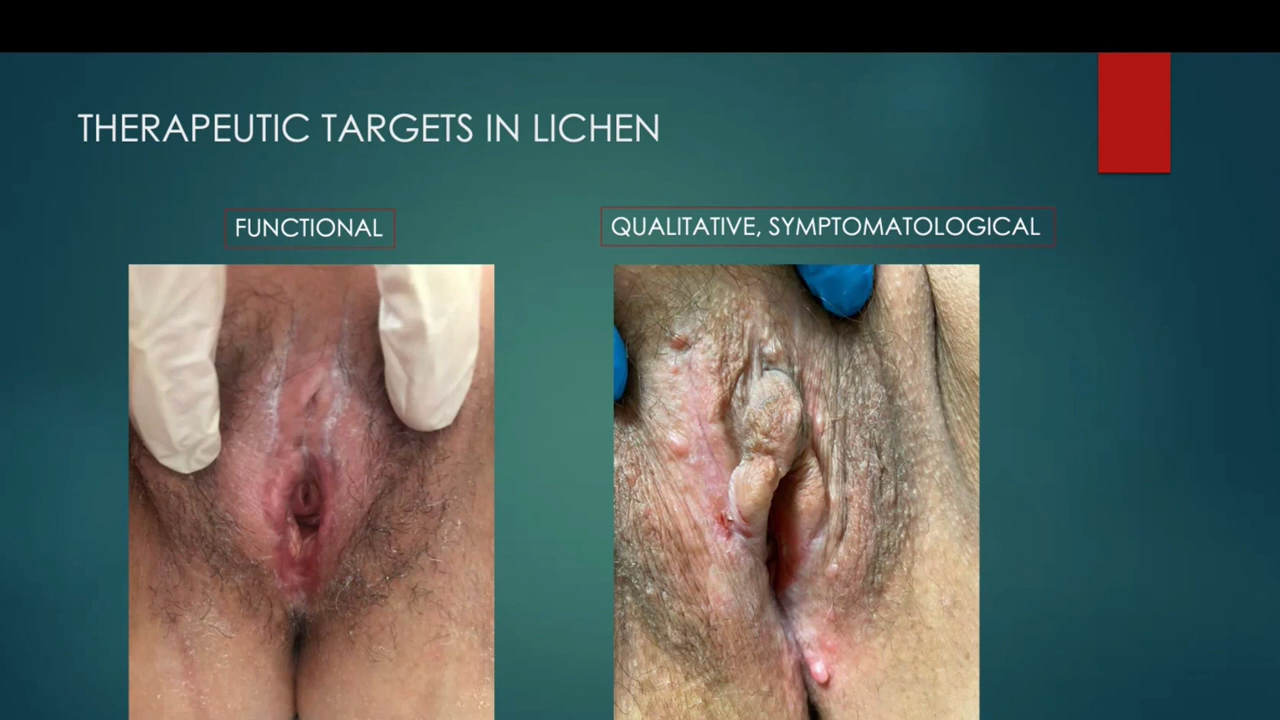 THERAPEUTIC TARGETS IN LICHEN
FUNCTIONAL
QUALITATIVE, SYMPTOMATOLOGICAL